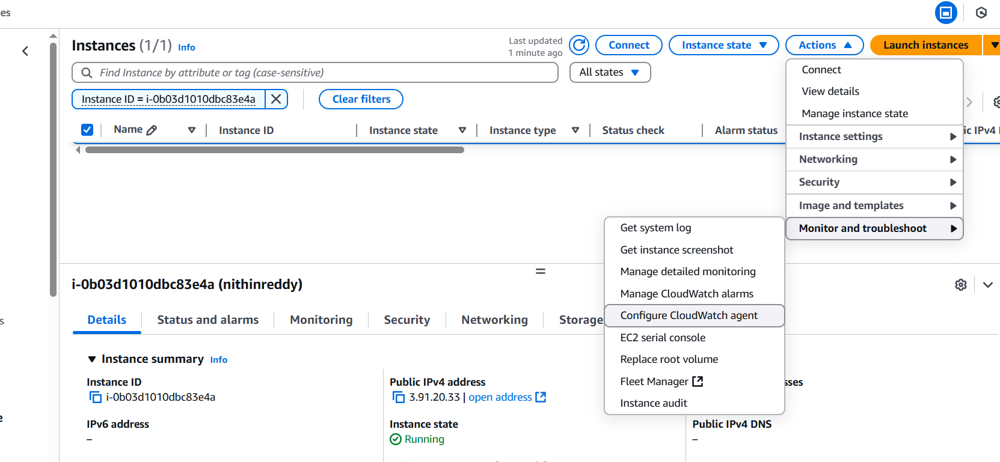 es
Instances (1/1) Info
Last updated
1 minute ago
Connect
Instance state
Actions
Launch instances
Find Instance by attribute or tag (case-sensitive)
All states
Instance ID = i-0b03d1010dbc83e4a
Clear filters
Name
Instance ID
Instance state
Instance type
Status check
Alarm status
ic IPv4
Connect
View details
Manage instance state
Instance settings
Networking
Security
Image and templates
Monitor and troubleshoot
Get system log
Get instance screenshot
Manage detailed monitoring
Manage CloudWatch alarms
Configure CloudWatch agent
EC2 serial console
Replace root volume
Fleet Manager
Instance audit
i-0b03d1010dbc83e4a (nithinreddy)
Details
Status and alarms
Monitoring
Security
Networking
Storage
s
Instance summary Info
Instance ID
i-0b03d1010dbc83e4a
Public IPv4 address
3.91.20.33 | open address
sses
e
IPv6 address
–
Instance state
Running
Public IPv4 DNS
–